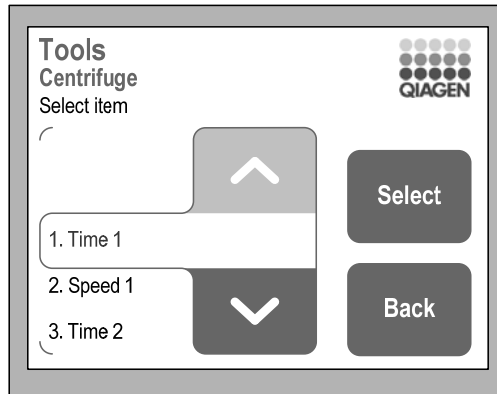 Tools
Centrifuge
Select item
QIAGEN
1. Time 1
2. Speed 1
3. Time 2
Select
Back